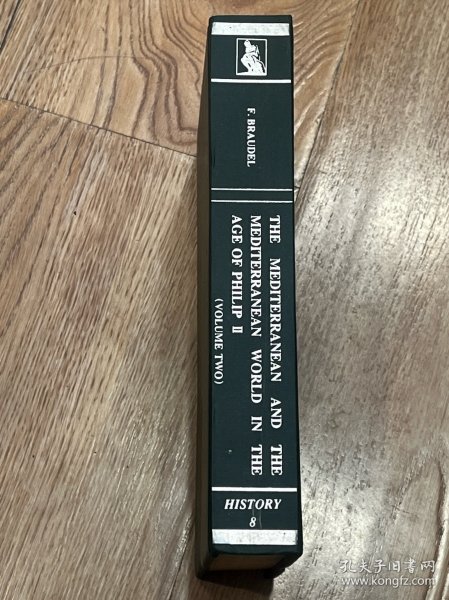 F. BRAUDEL
THE MEDITERRANEAN AND THE
MEDITERRANEAN WORLD IN THE
AGE OF PHILIP II
(VOLUME TWO)
HISTORY
8
孔夫子旧书网
www.kongfz.com